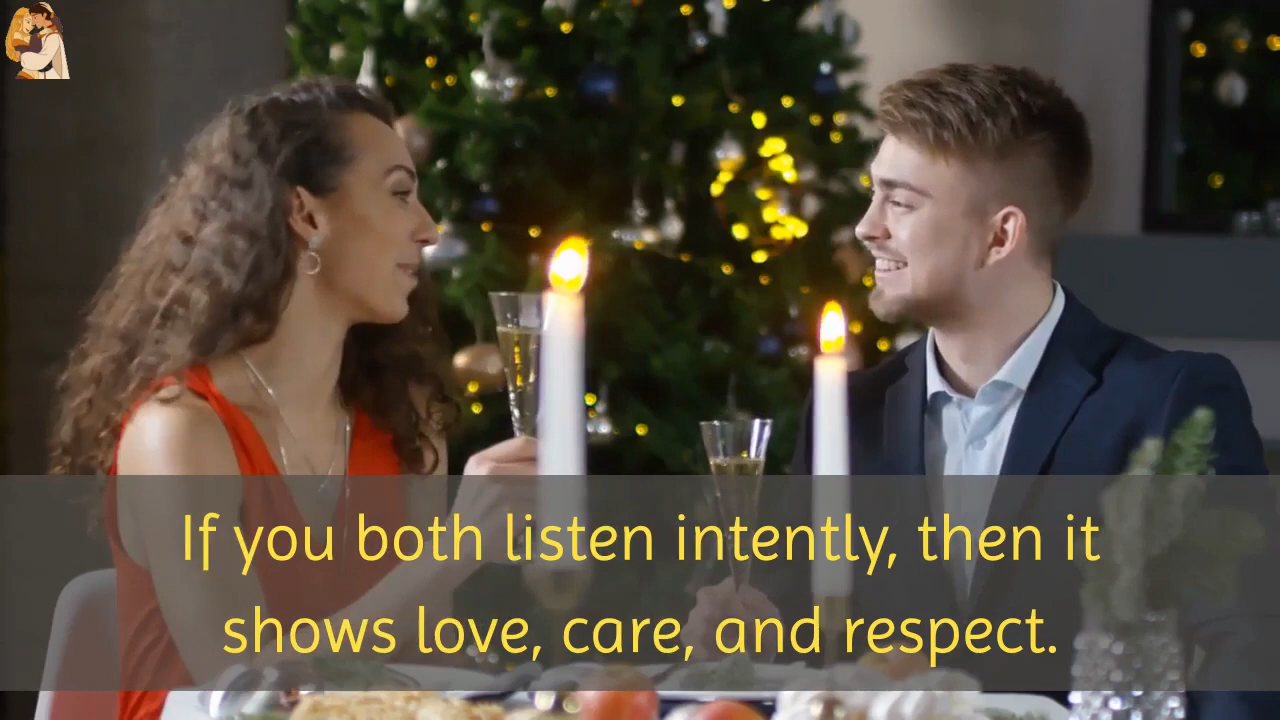 If you both listen intently, then it
shows love, care, and respect.